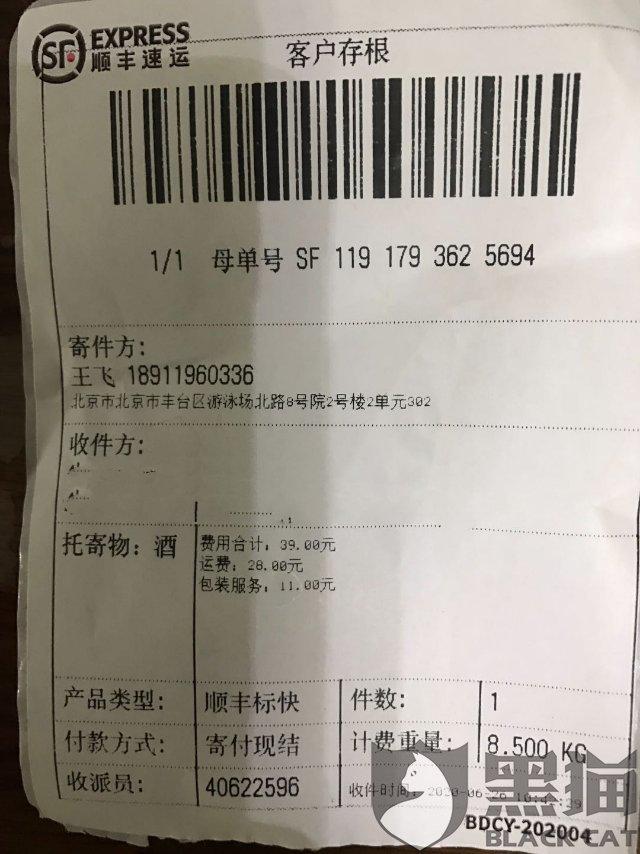 SF EXPRESS
顺丰速运
客户存根
1/1 母单号 SF 119 179 362 5694
寄件方:
王飞 18911960336
北京市北京市丰台区游泳场北路8号院2号楼2单元302
收件方:
托寄物: 酒
费用合计: 39.00元
运费: 28.00元
包装服务: 11.00元
产品类型: 顺丰标快 件数: 1
付款方式: 寄付现结 计费重量: 8.500 KG
收派员: 40622596 收件时间: 2020-06-26
黑猫
BLACK CAT
BDCY-202004